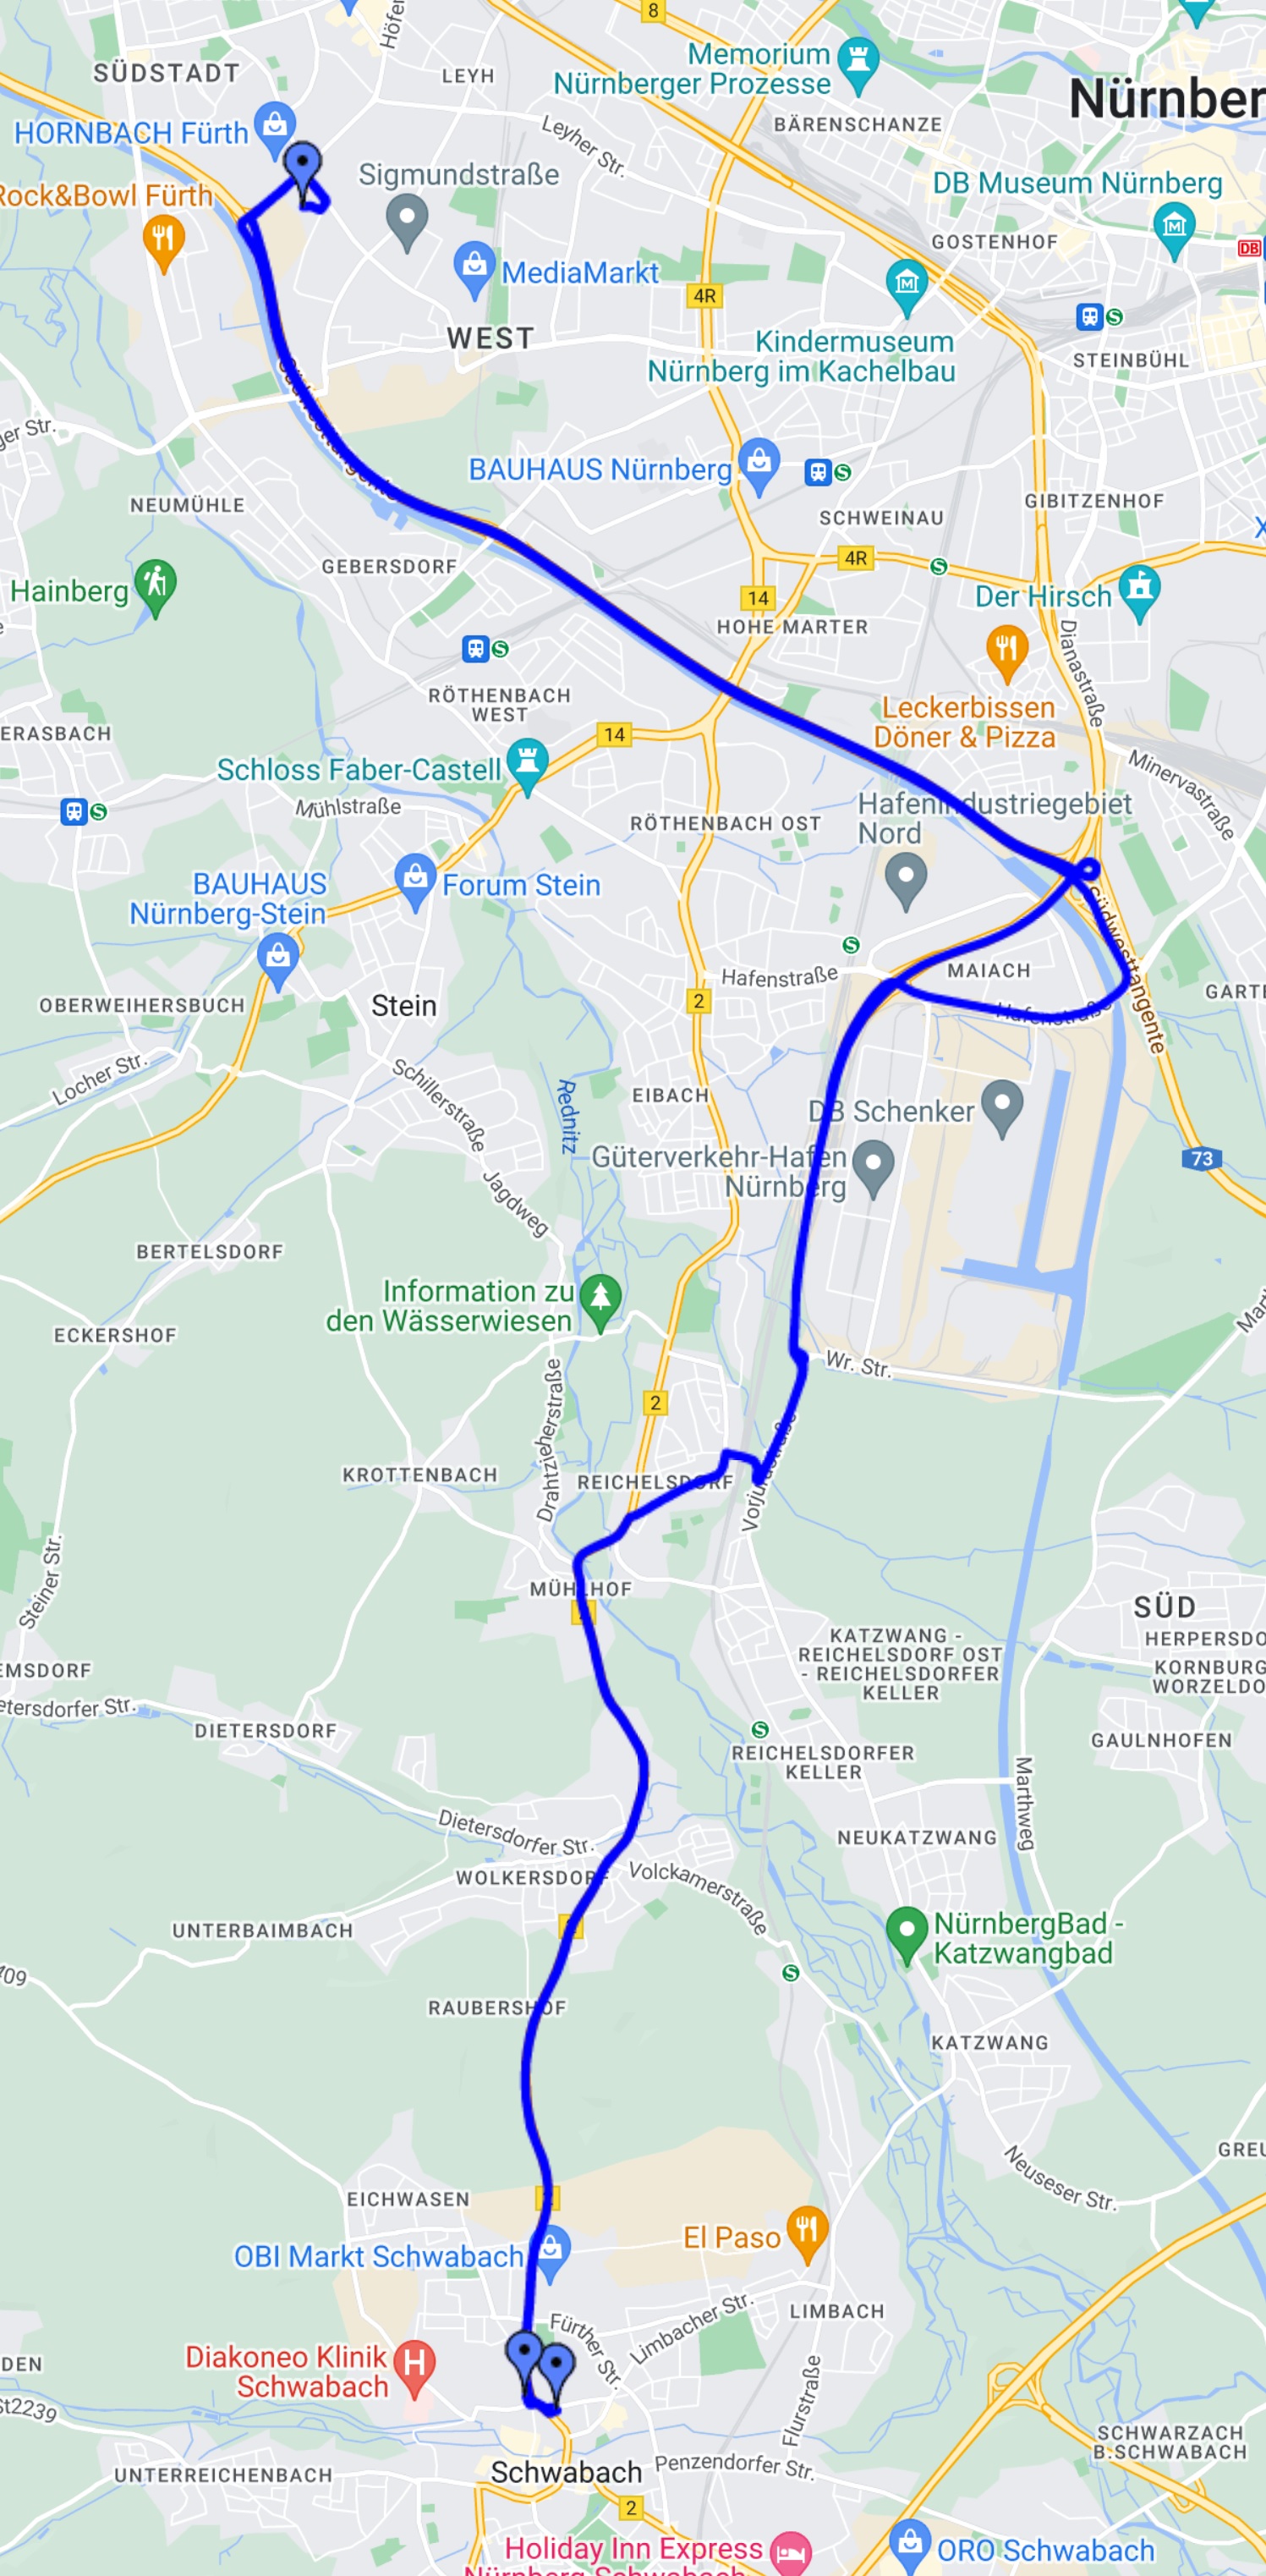 8
Höfer
SÜDSTADT
LEYH
Memorium
Nürnberger Prozesse
Nürnber
HORNBACH Fürth
Leyher Str.
BÄRENSCHANZE
Rock&Bowl Fürth
Sigmundstraße
DB Museum Nürnberg
GOSTENHOF
DB
MediaMarkt
4R
WEST
Kindermuseum
Nürnberg im Kachelbau
S
STEINBÜHL
ger Str.
BAUHAUS Nürnberg
S
NEUMÜHLE
SCHWEINAU
GIBITZENHOF
GEBERSDORF
4R
S
Hainberg
14
Der Hirsch
HOHE MARTER
Dianastraße
S
RÖTHENBACH
WEST
Leckerbissen
Döner & Pizza
ERASBACH
14
Schloss Faber-Castell
Minervastraße
Mühlstraße
S
RÖTHENBACH OST
Hafenindustriegebiet
Nord
BAUHAUS
Nürnberg-Stein
Forum Stein
Südwesttangente
S
Hafenstraße
MAIACH
OBERWEIHERSBUCH
Stein
2
GARTE
Hafenstraße
Locher Str.
Schillerstraße
Rednitz
EIBACH
DB Schenker
Güterverkehr-Hafen
Nürnberg
73
Jagdweg
BERTELSDORF
Information zu
den Wässerwiesen
ECKERSHOF
Wr. Str.
Drahtzieherstraße
2
KROTTENBACH
REICHELSDORF
Steiner Str.
MÜHLHOF
SÜD
KATZWANG -
REICHELSDORF OST
- REICHELSDORFER
KELLER
HERPERSDO
KORNBURG
WORZELDO
EMSDORF
etersdorfer Str.
DIETERSDORF
S
REICHELSDORFER
KELLER
GAULNHOFEN
Marthweg
Dietersdorfer Str.
NEUKATZWANG
WOLKERSDORF
Volckamerstraße
UNTERBAIMBACH
NürnbergBad -
Katzwangbad
409
S
RAUBERSHOF
KATZWANG
Neuseser Str.
GREU
EICHWASEN
El Paso
OBI Markt Schwabach
LIMBACH
Fürther Str.
Limbacher Str.
Diakoneo Klinik
Schwabach
DEN
St2239
Flurstraße
SCHWARZACH
B.SCHWABACH
UNTERREICHENBACH
Schwabach
Penzendorfer Str.
2
Holiday Inn Express
Nürnberg Schwabach
ORO Schwabach